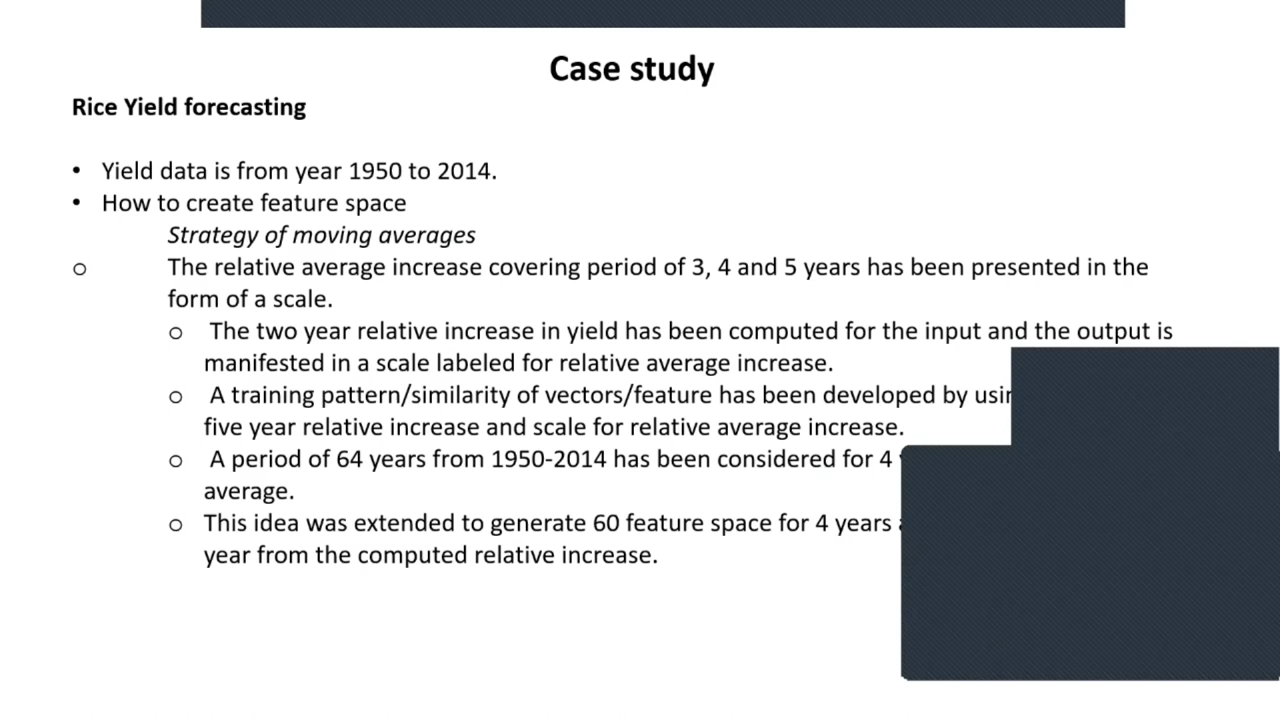 Case study
Rice Yield forecasting
• Yield data is from year 1950 to 2014.
• How to create feature space
Strategy of moving averages
o The relative average increase covering period of 3, 4 and 5 years has been presented in the
form of a scale.
o The two year relative increase in yield has been computed for the input and the output is
manifested in a scale labeled for relative average increase.
o A training pattern/similarity of vectors/feature has been developed by
five year relative increase and scale for relative average increase.
o A period of 64 years from 1950-2014 has been considered for 4
average.
o This idea was extended to generate 60 feature space for 4 years
year from the computed relative increase.